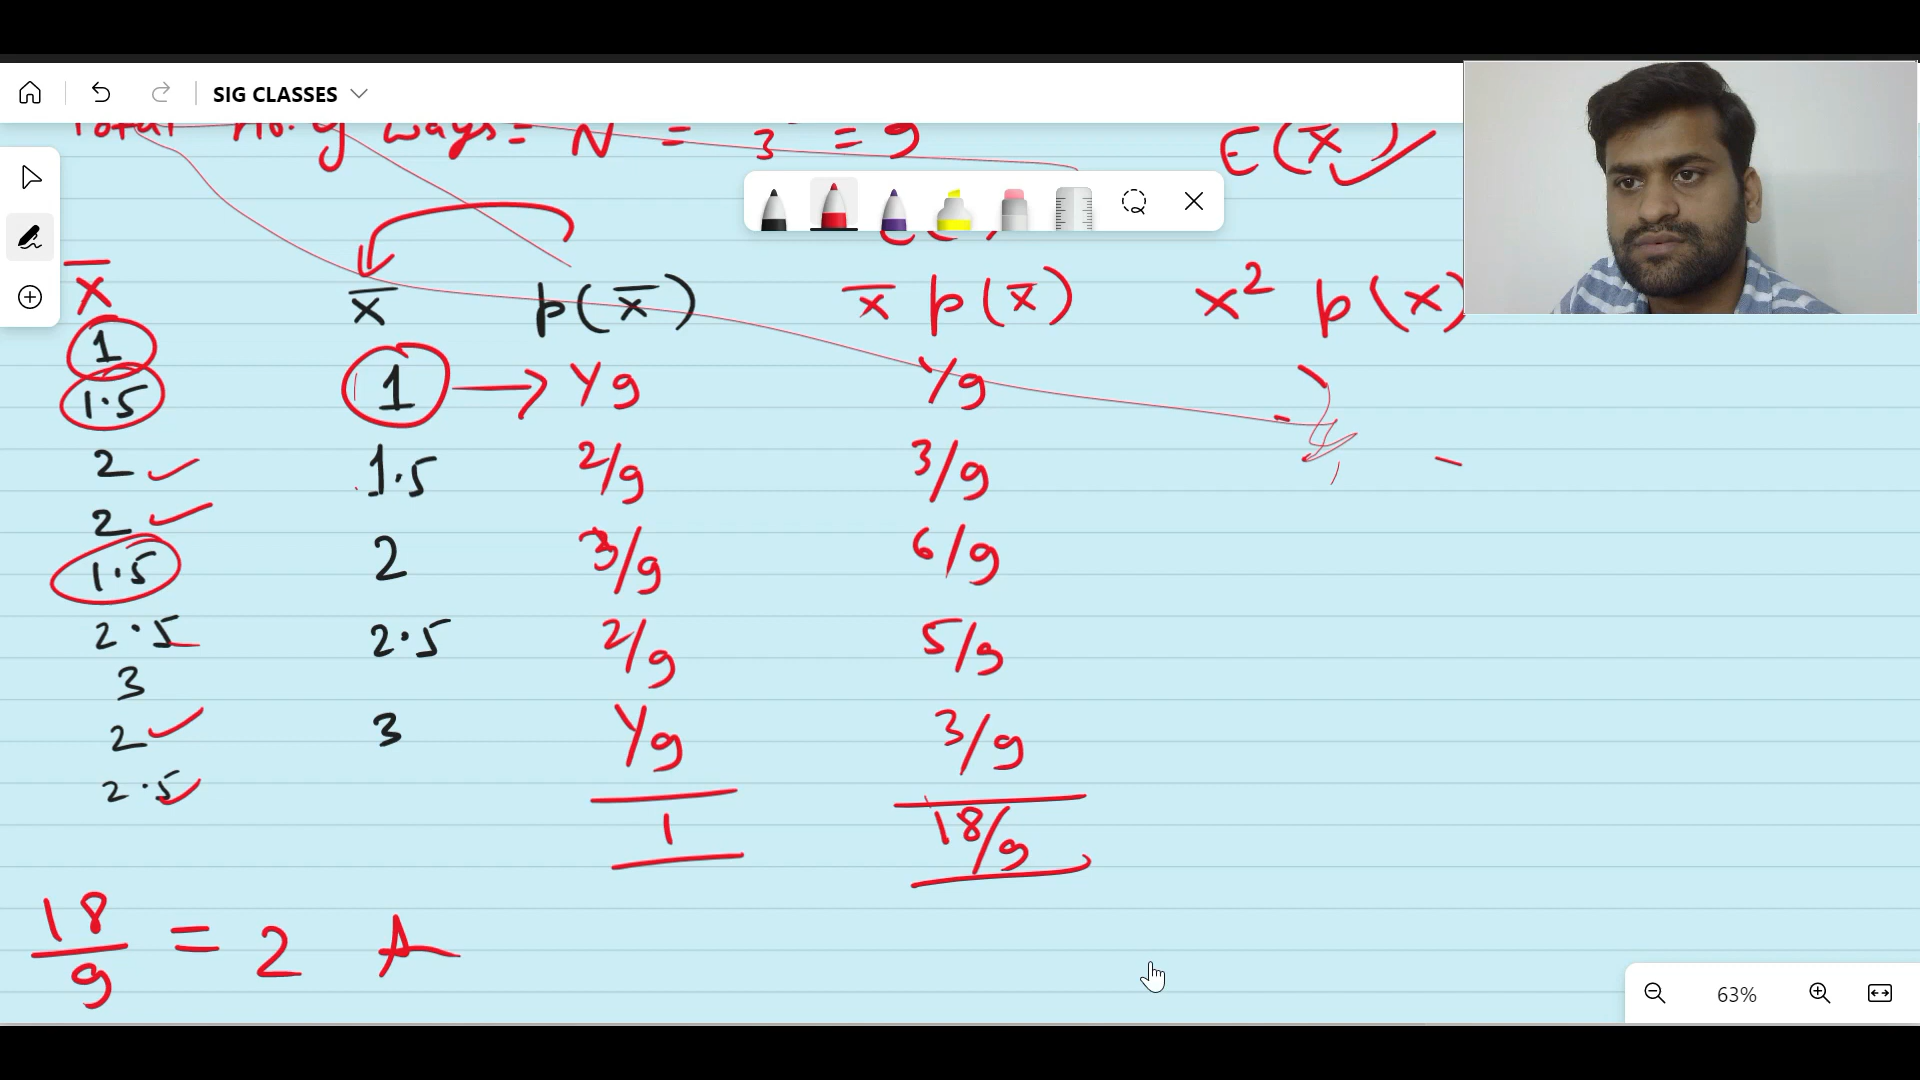 SIG CLASSES
Total no. of ways = N = 3 = 9
E(x̄)
x̄
1
1.5
2
2
1.5
2.5
3
2
2.5
x̄ p(x̄) x̄ p(x̄) x² p(x)
1 → 1/9 1/9
1.5 2/9 3/9
2 3/9 6/9
2.5 2/9 5/9
3 1/9 3/9
1 18/9
18/9 = 2 A
63%